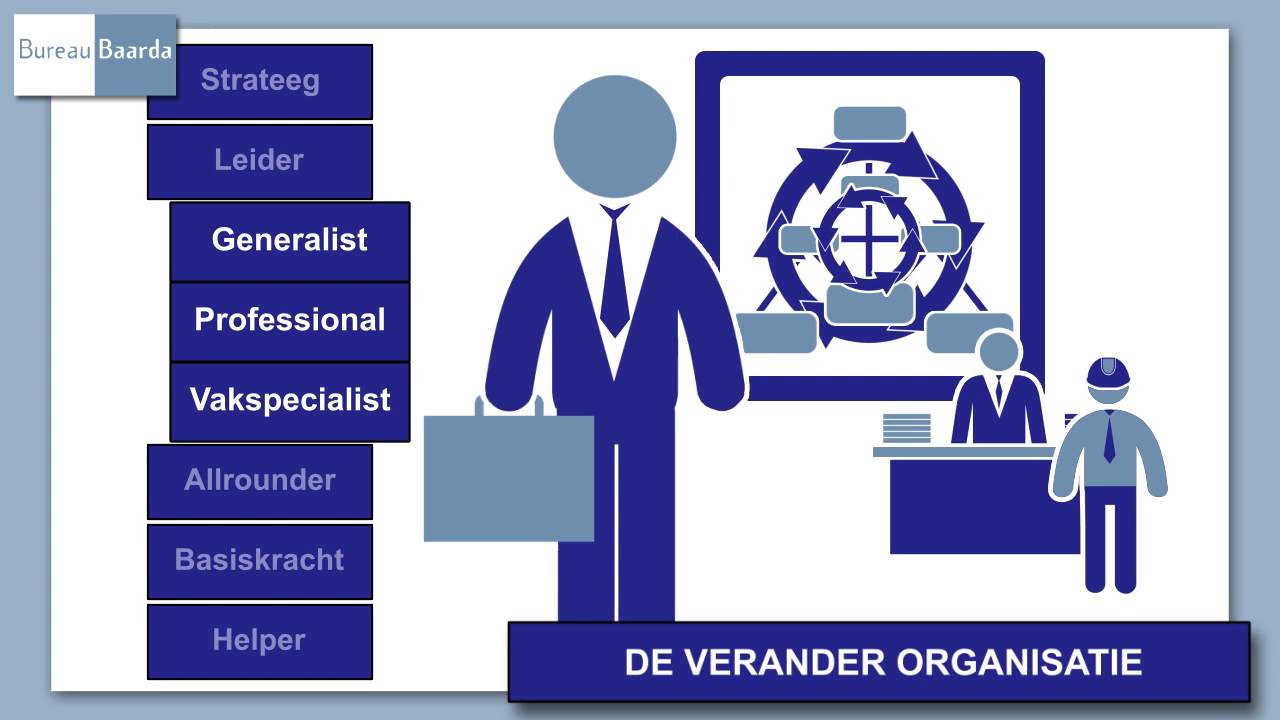 Bureau Baarda
Strateeg
Leider
Generalist
Professional
Vakspecialist
Allrounder
Basiskracht
Helper
DE VERANDER ORGANISATIE